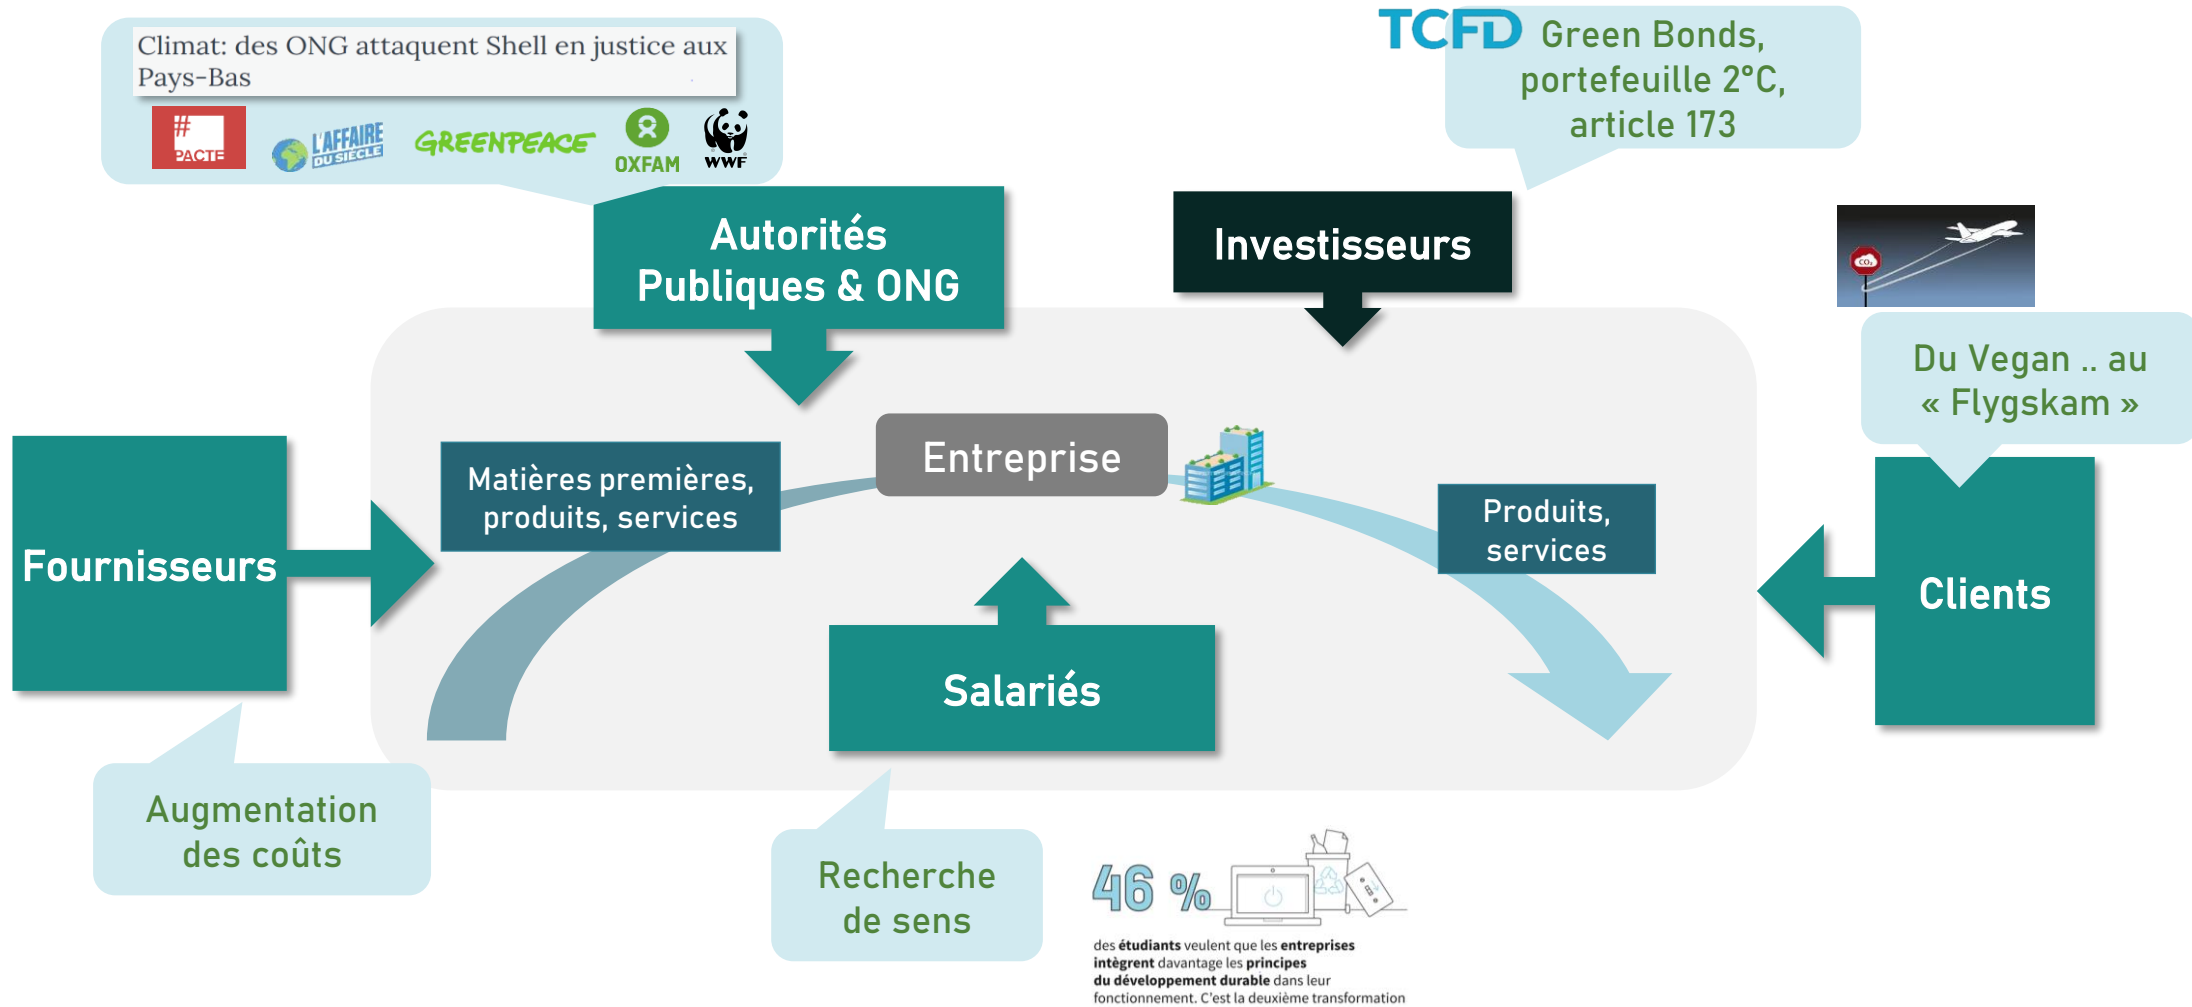 Climat: des ONG attaquent Shell en justice aux
Pays-Bas
#
PACTE
L'AFFAIRE
DU SIECLE
GREENPEACE
OXFAM
WWF
TCFD
Green Bonds,
portefeuille 2°C,
article 173
Autorités
Publiques & ONG
Investisseurs
CO₂
Du Vegan .. au
« Flygskam »
Entreprise
Matières premières,
produits, services
Produits,
services
Fournisseurs
Clients
Salariés
Augmentation
des coûts
Recherche
de sens
46 %
des étudiants veulent que les entreprises
intègrent davantage les principes
du développement durable dans leur
fonctionnement. C'est la deuxième transformation